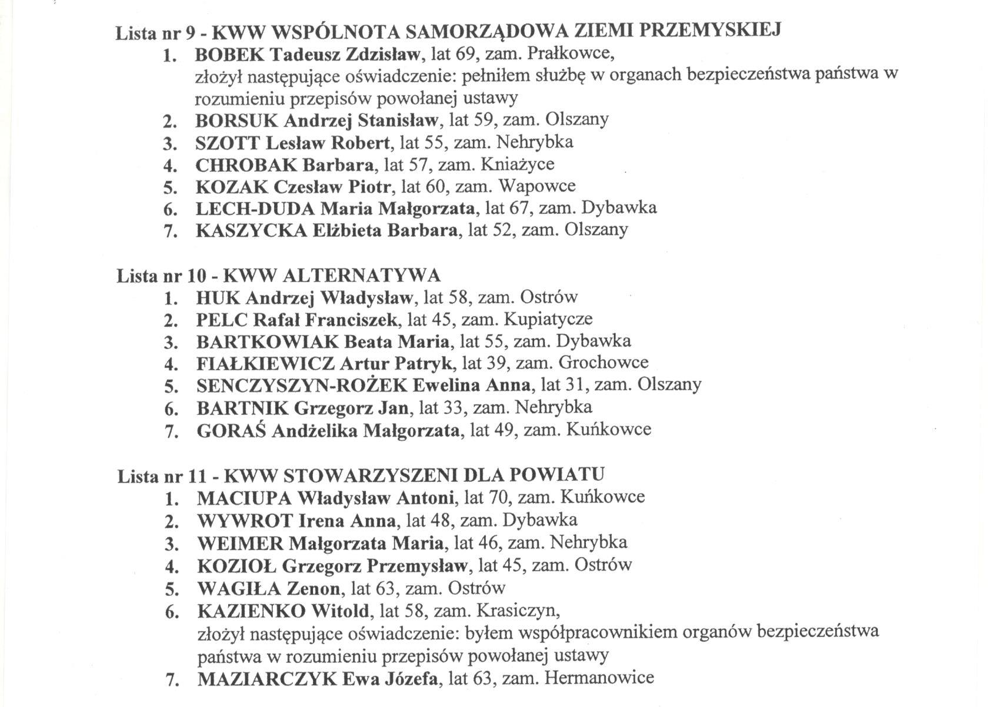 Lista nr 9 - KWW WSPÓLNOTA SAMORZĄDOWA ZIEMI PRZEMYSKIEJ
1. BOBEK Tadeusz Zdzisław, lat 69, zam. Prałkowce,
złożył następujące oświadczenie: pełniłem służbę w organach bezpieczeństwa państwa w
rozumieniu przepisów powołanej ustawy
2. BORSUK Andrzej Stanisław, lat 59, zam. Olszany
3. SZOTT Lesław Robert, lat 55, zam. Nehrybka
4. CHROBAK Barbara, lat 57, zam. Kniażyce
5. KOZAK Czesław Piotr, lat 60, zam. Wapowce
6. LECH-DUDA Maria Małgorzata, lat 67, zam. Dybawka
7. KASZYCKA Elżbieta Barbara, lat 52, zam. Olszany
Lista nr 10 - KWW ALTERNATYWA
1. HUK Andrzej Władysław, lat 58, zam. Ostrów
2. PELC Rafał Franciszek, lat 45, zam. Kupiatycze
3. BARTKOWIAK Beata Maria, lat 55, zam. Dybawka
4. FIAŁKIEWICZ Artur Patryk, lat 39, zam. Grochowce
5. SENCZYSZYN-ROŻEK Ewelina Anna, lat 31, zam. Olszany
6. BARTNIK Grzegorz Jan, lat 33, zam. Nehrybka
7. GORAŚ Andżelika Małgorzata, lat 49, zam. Kuńkowce
Lista nr 11 - KWW STOWARZYSZENI DLA POWIATU
1. MACIUPA Władysław Antoni, lat 70, zam. Kuńkowce
2. WYWROT Irena Anna, lat 48, zam. Dybawka
3. WEIMER Małgorzata Maria, lat 46, zam. Nehrybka
4. KOZIOŁ Grzegorz Przemysław, lat 45, zam. Ostrów
5. WAGIŁA Zenon, lat 63, zam. Ostrów
6. KAZIENKO Witold, lat 58, zam. Krasiczyn,
złożył następujące oświadczenie: byłem współpracownikiem organów bezpieczeństwa
państwa w rozumieniu przepisów powołanej ustawy
7. MAZIARCZYK Ewa Józefa, lat 63, zam. Hermanowice